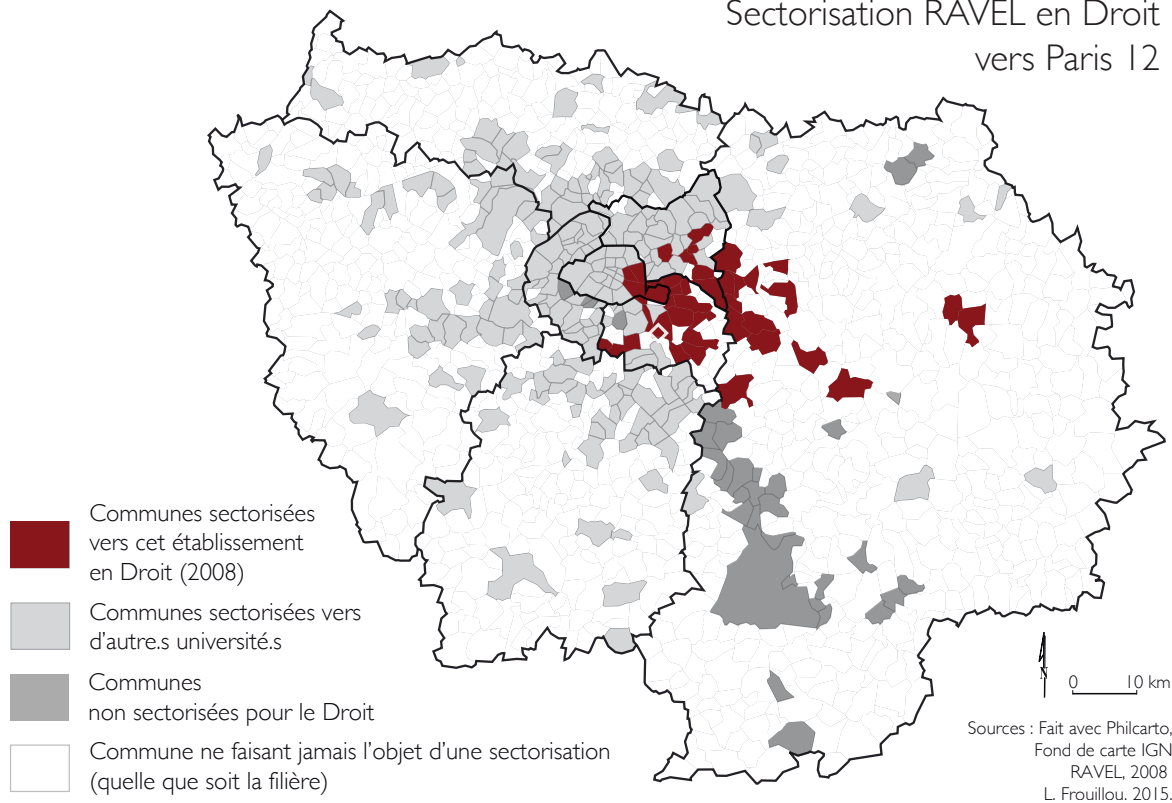 Sectorisation RAVEL en Droit
vers Paris 12
Communes sectorisées
vers cet établissement
en Droit (2008)
Communes sectorisées vers
d'autre.s université.s
Communes
non sectorisées pour le Droit
Commune ne faisant jamais l'objet d'une sectorisation
(quelle que soit la filière)
N
0 10 km
Sources : Fait avec Philcarto,
Fond de carte IGN
RAVEL, 2008
L. Frouillou, 2015.